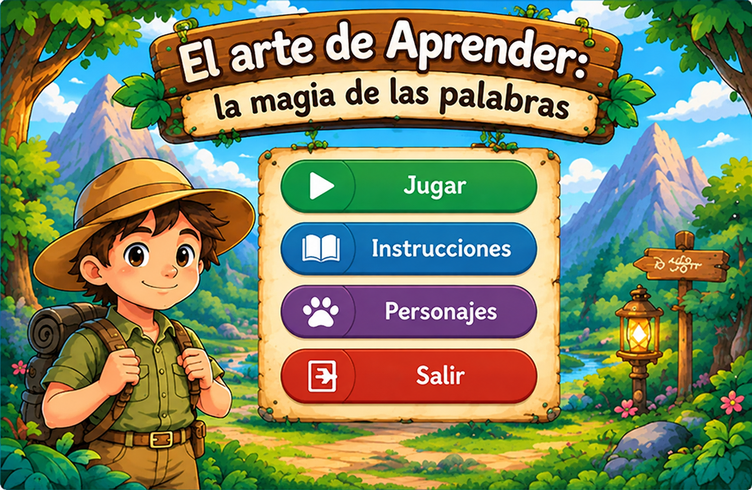 El arte de Aprender:
la magia de las palabras
Jugar
Instrucciones
Personajes
Salir